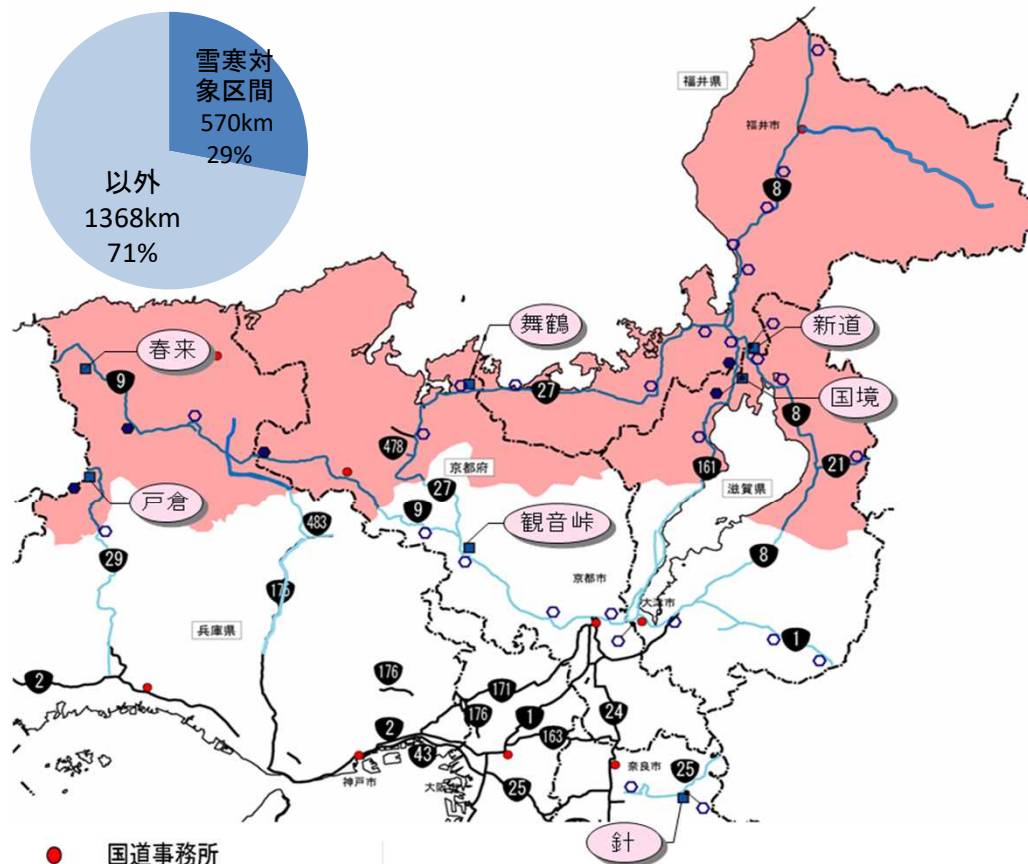 雪寒対
象区間
570km
29%
以外
1368km
71%
福井県
福井市
8
舞鶴
新道
春来
9
27
国境
8
478
161
21
京都府
滋賀県
戸倉
27
9
483
観音峠
29
8
京都市
大津市
175
兵庫県
1
176
2
171
176
1
24
2
163
43
奈良市
25
神戸市
25
針
国道事務所